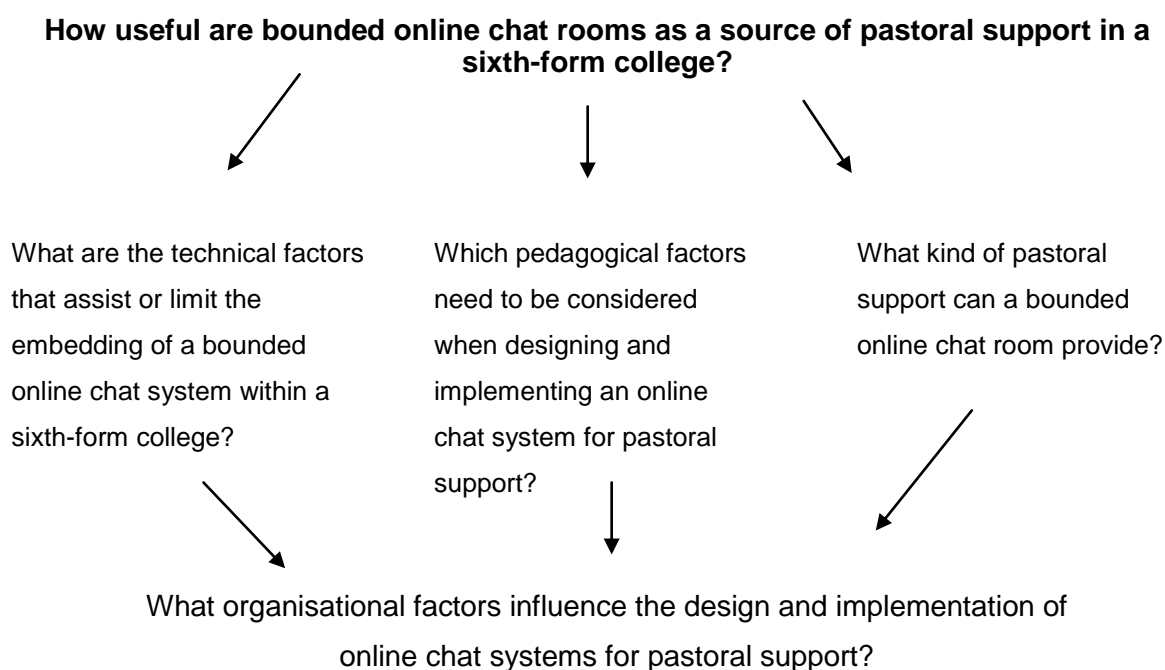 How useful are bounded online chat rooms as a source of pastoral support in a
sixth-form college?
What are the technical factors
that assist or limit the
embedding of a bounded
online chat system within a
sixth-form college?
Which pedagogical factors
need to be considered
when designing and
implementing an online
chat system for pastoral
support?
What kind of pastoral
support can a bounded
online chat room provide?
What organisational factors influence the design and implementation of
online chat systems for pastoral support?